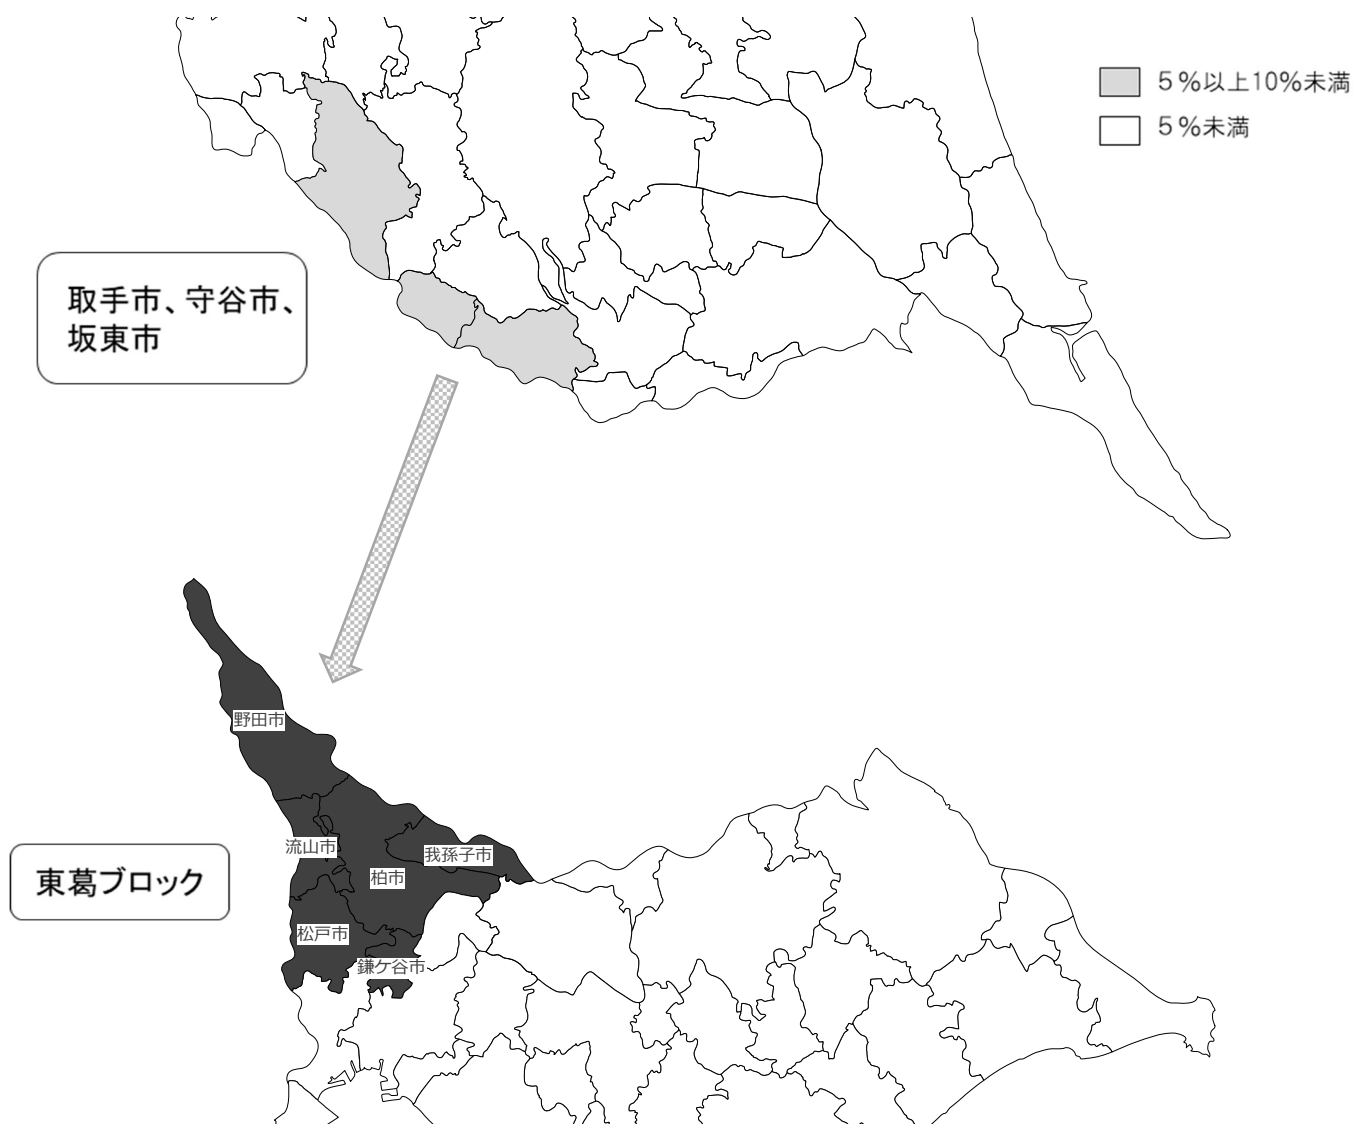 5%以上10%未満
5%未満
取手市、守谷市、
坂東市
野田市
流山市
我孫子市
柏市
東葛ブロック
松戸市
鎌ケ谷市